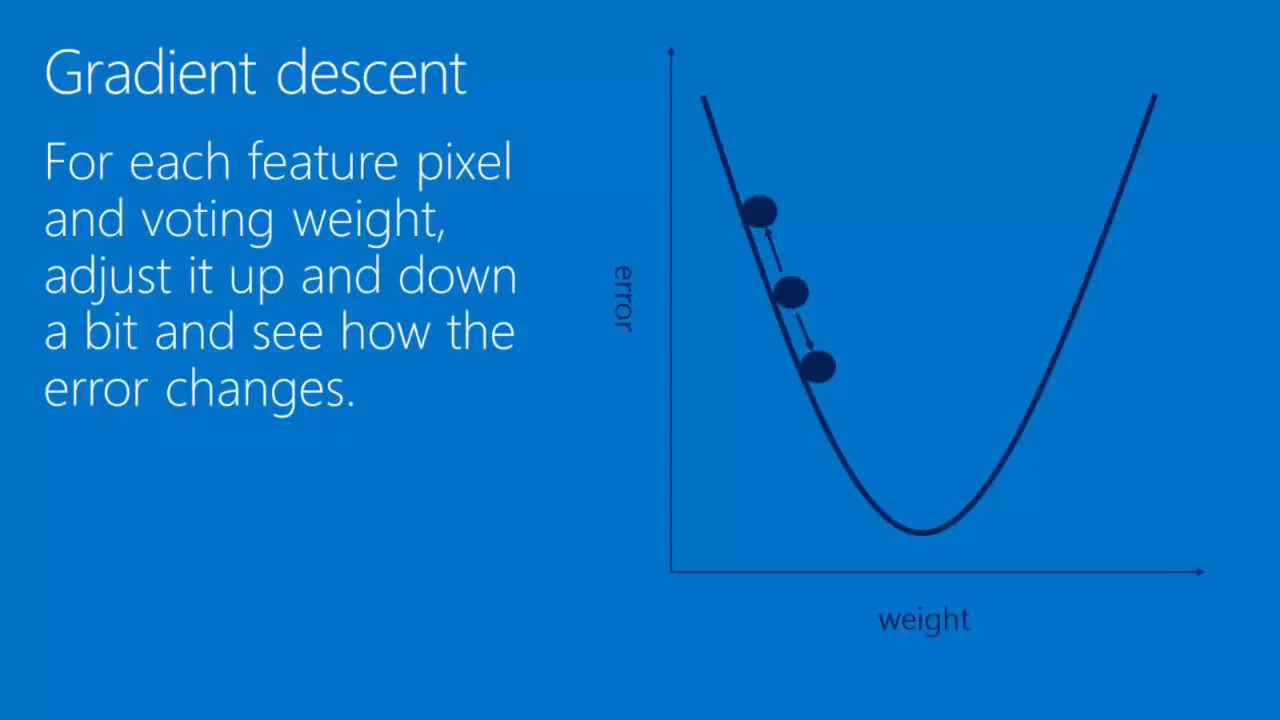 Gradient descent
For each feature pixel
and voting weight,
adjust it up and down
a bit and see how the
error changes.
error
weight